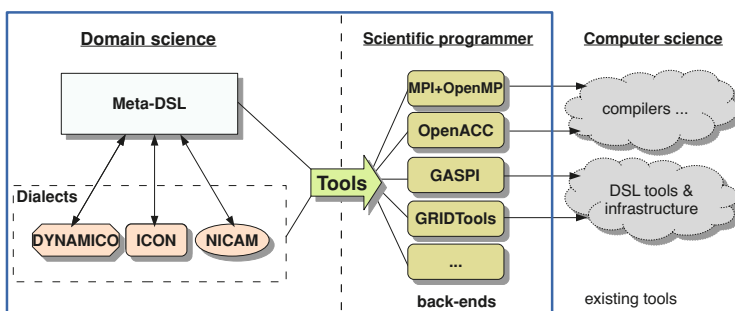 Domain science
Scientific programmer
Computer science
Meta-DSL
Dialects
DYNAMICO
ICON
NICAM
Tools
MPI+OpenMP
OpenACC
GASPI
GRIDTools
...
back-ends
compilers ...
DSL tools &
infrastructure
existing tools